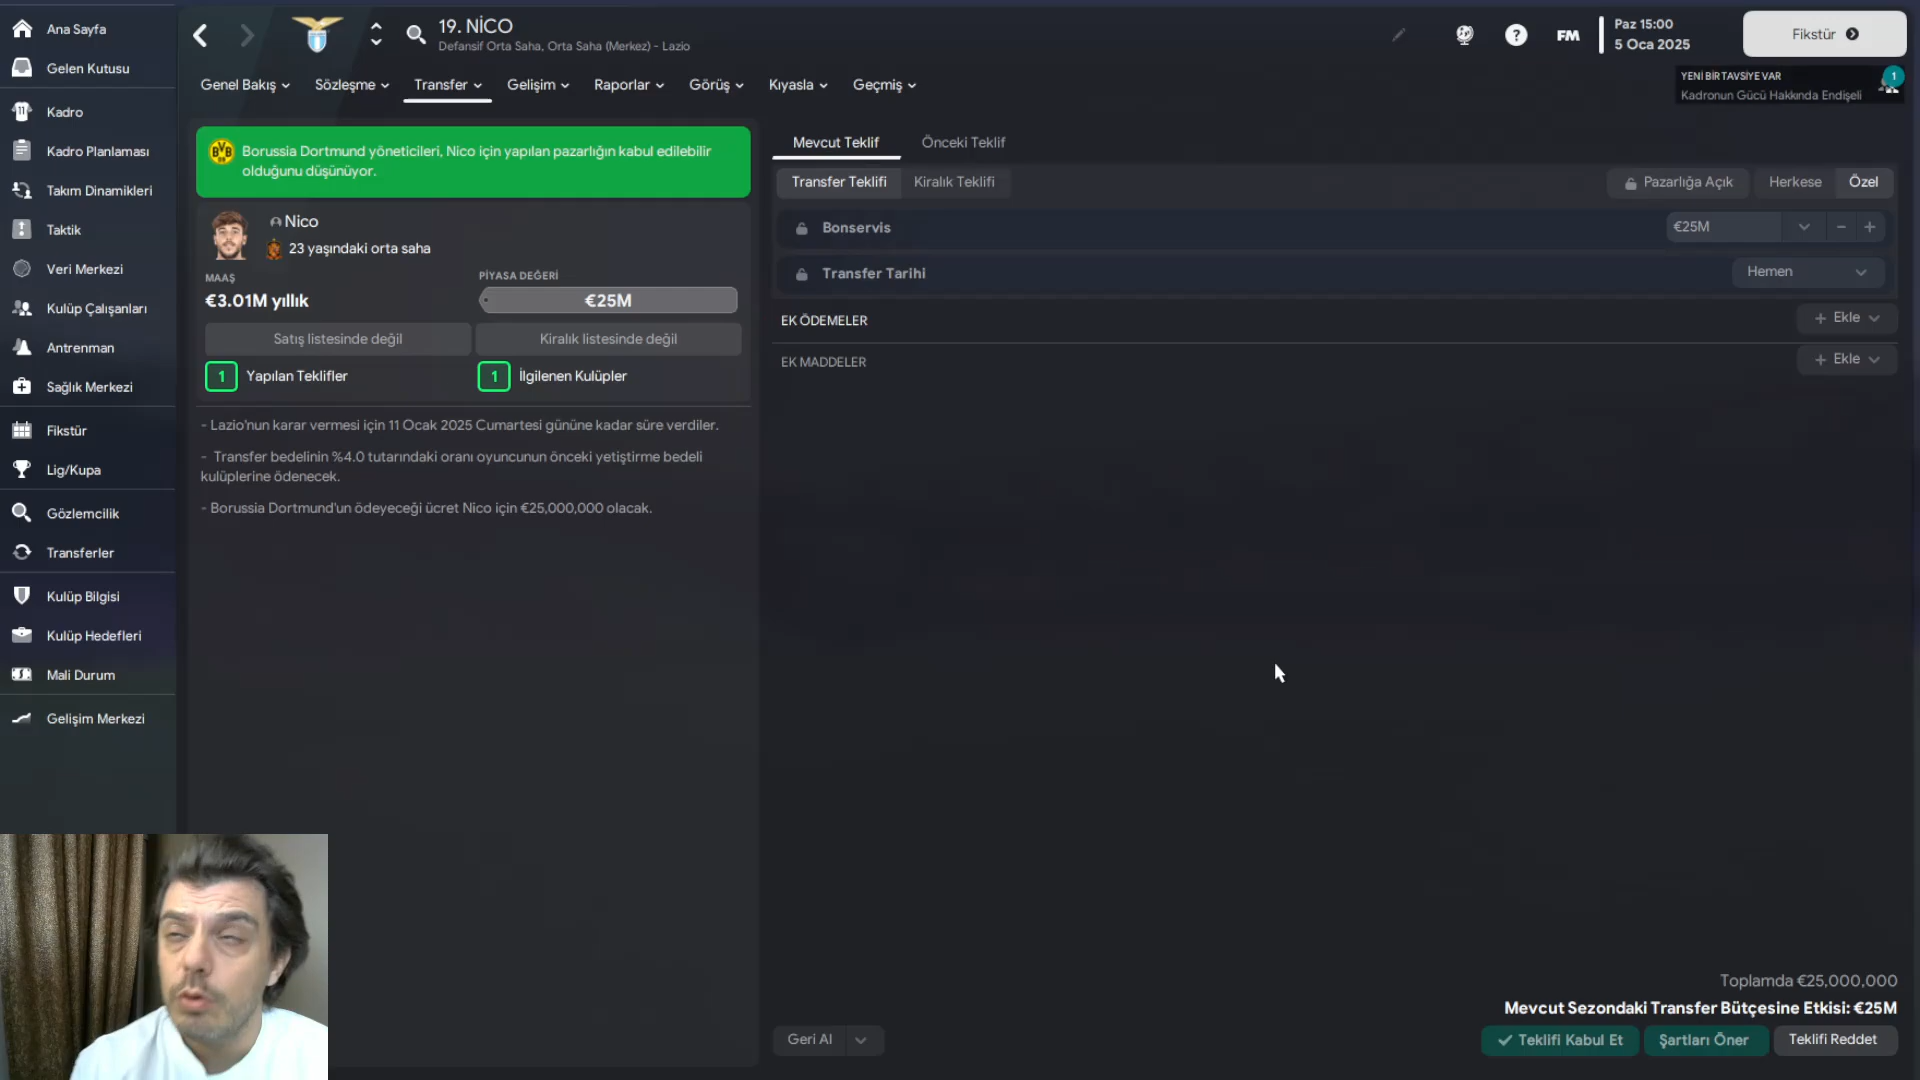 Ana Sayfa
Gelen Kutusu
Kadro
Kadro Planlaması
Takım Dinamikleri
Taktik
Veri Merkezi
Kulüp Çalışanları
Antrenman
Sağlık Merkezi
Fikstür
Lig/Kupa
Gözlemcilik
Transferler
Kulüp Bilgisi
Kulüp Hedefleri
Mali Durum
Gelişim Merkezi
19. NİCO
Defansif Orta Saha, Orta Saha (Merkez) - Lazio
FM
Paz 15:00
5 Oca 2025
Fikstür
YENİ BİR TAVSİYE VAR
Kadronun Gücü Hakkında Endişeli
1
Genel Bakış
Sözleşme
Transfer
Gelişim
Raporlar
Görüş
Kıyasla
Geçmiş
BVB 09
Borussia Dortmund yöneticileri, Nico için yapılan pazarlığın kabul edilebilir
olduğunu düşünüyor.
Nico
23 yaşındaki orta saha
MAAŞ
€3.01M yıllık
PİYASA DEĞERİ
€25M
Satış listesinde değil
Kiralık listesinde değil
1 Yapılan Teklifler
1 İlgilenen Kulüpler
- Lazio'nun karar vermesi için 11 Ocak 2025 Cumartesi gününe kadar süre verdiler.
- Transfer bedelinin %4.0 tutarındaki oranı oyuncunun önceki yetiştirme bedeli
kulüplerine ödenecek.
- Borussia Dortmund'un ödeyeceği ücret Nico için €25,000,000 olacak.
Mevcut Teklif
Önceki Teklif
Transfer Teklifi
Kiralık Teklifi
Pazarlığa Açık
Herkese
Özel
Bonservis
€25M
Transfer Tarihi
Hemen
EK ÖDEMELER
+ Ekle
EK MADDELER
+ Ekle
Toplamda €25,000,000
Mevcut Sezondaki Transfer Bütçesine Etkisi: €25M
Geri Al
Teklifi Kabul Et
Şartları Öner
Teklifi Reddet